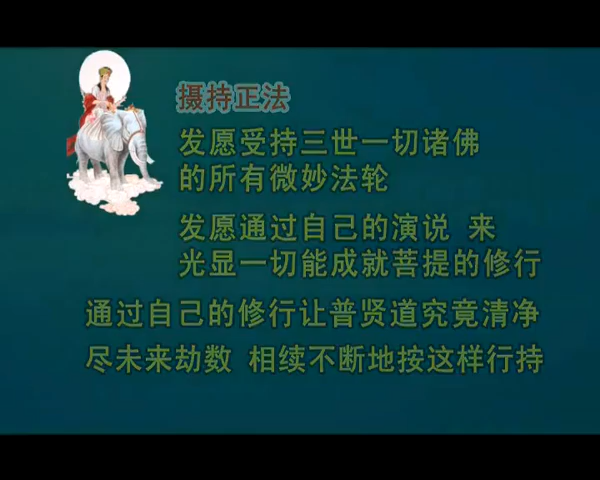 摄持正法
发愿受持三世一切诸佛
的所有微妙法轮
发愿通过自己的演说 来
光显一切能成就菩提的修行
通过自己的修行让普贤道究竟清净
尽未来劫数 相续不断地按这样行持